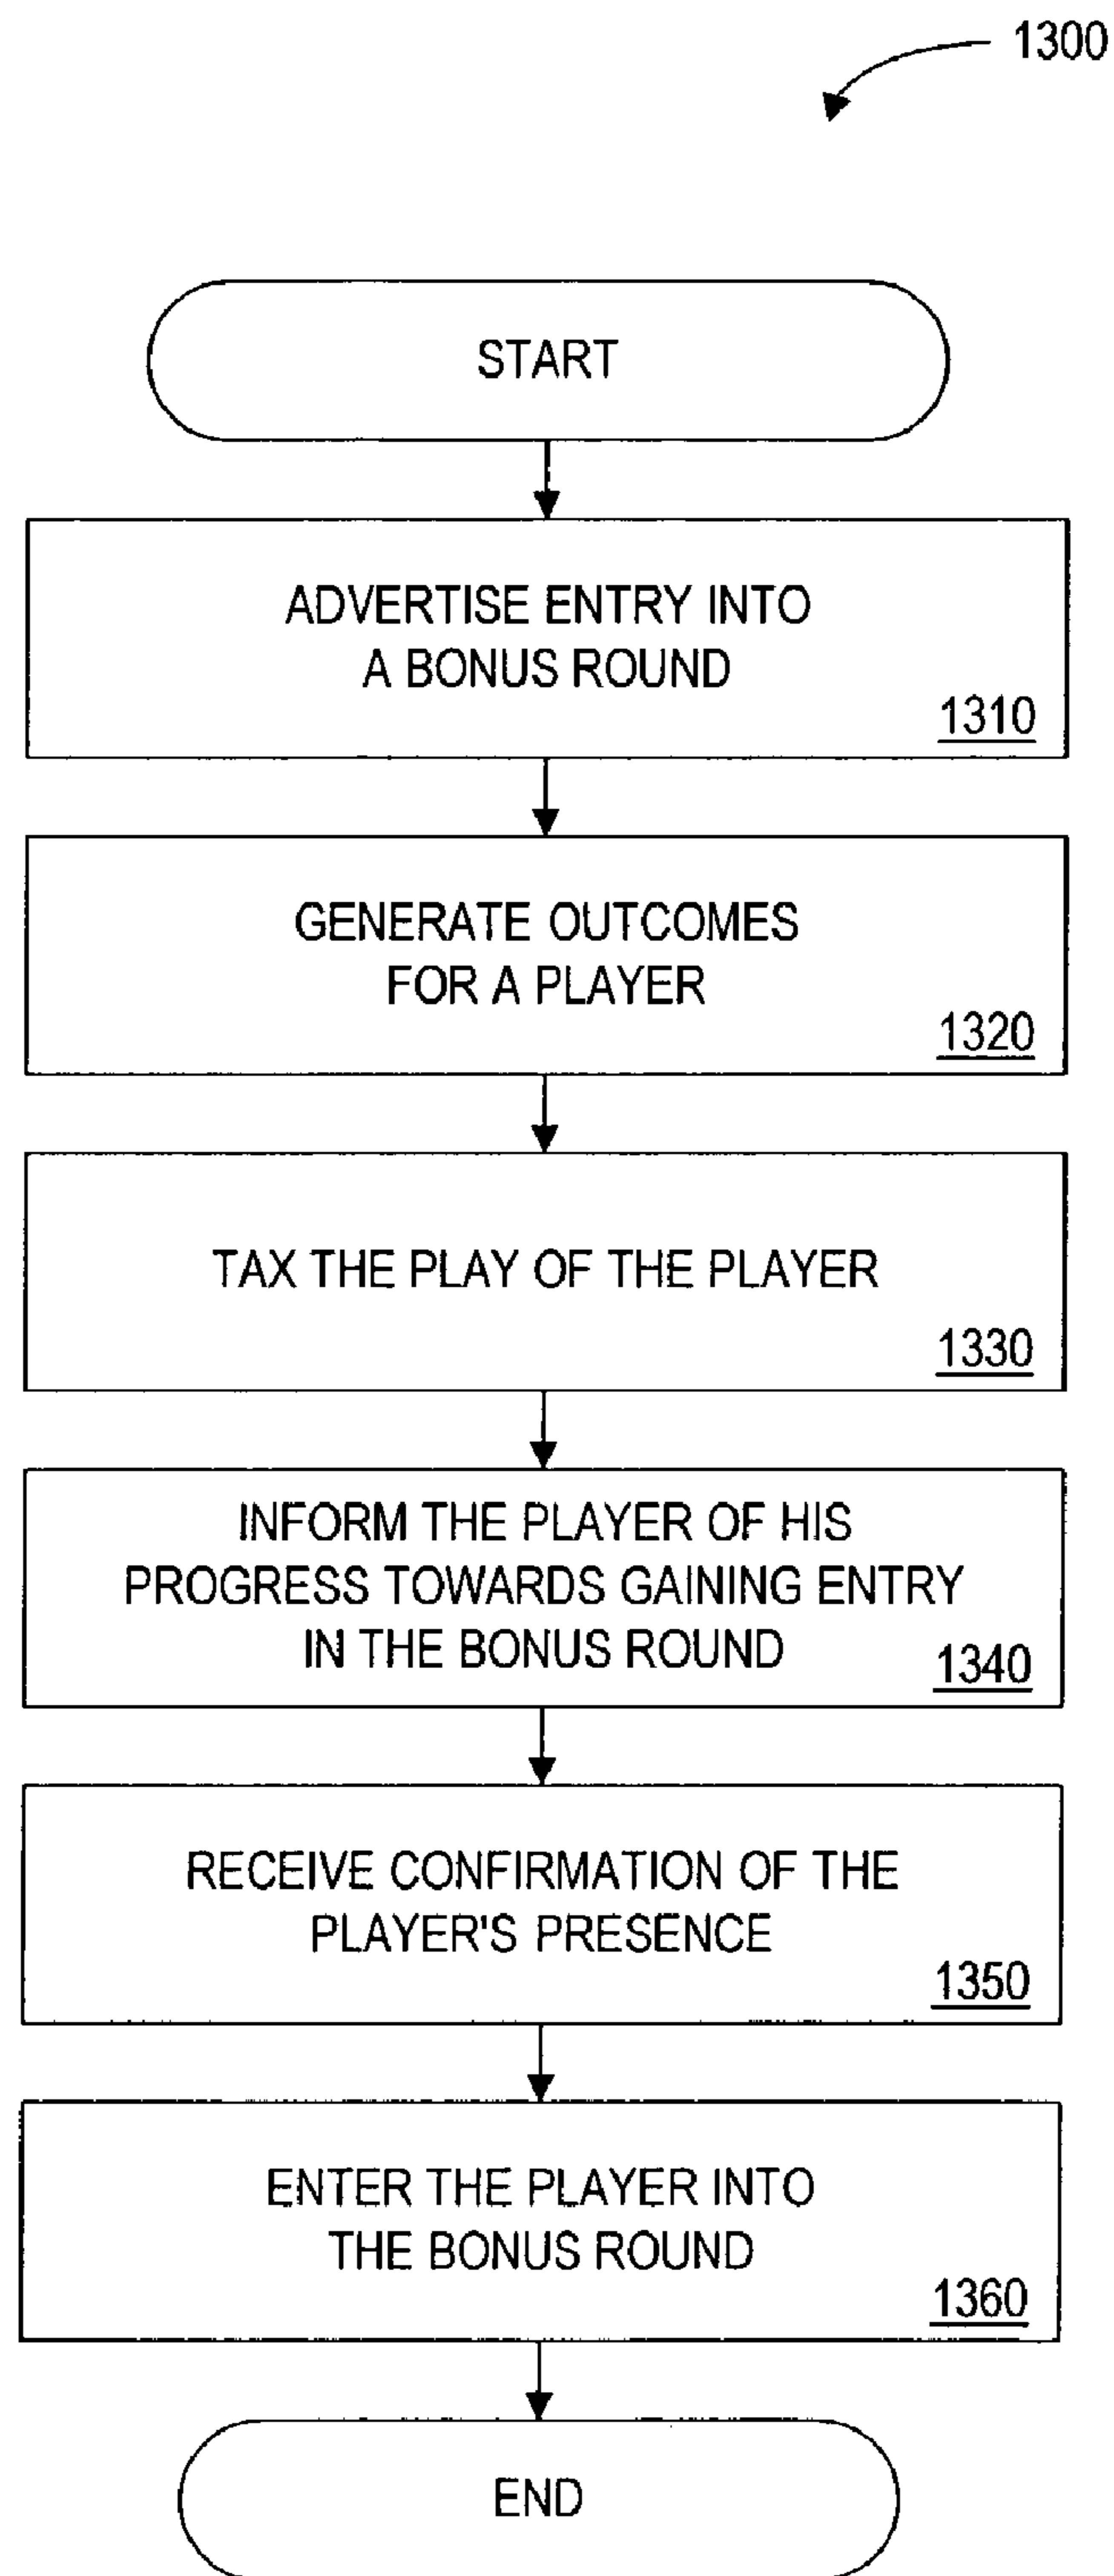 1300
START
ADVERTISE ENTRY INTO
A BONUS ROUND
1310
GENERATE OUTCOMES
FOR A PLAYER
1320
TAX THE PLAY OF THE PLAYER
1330
INFORM THE PLAYER OF HIS
PROGRESS TOWARDS GAINING ENTRY
IN THE BONUS ROUND
1340
RECEIVE CONFIRMATION OF THE
PLAYER'S PRESENCE
1350
ENTER THE PLAYER INTO
THE BONUS ROUND
1360
END